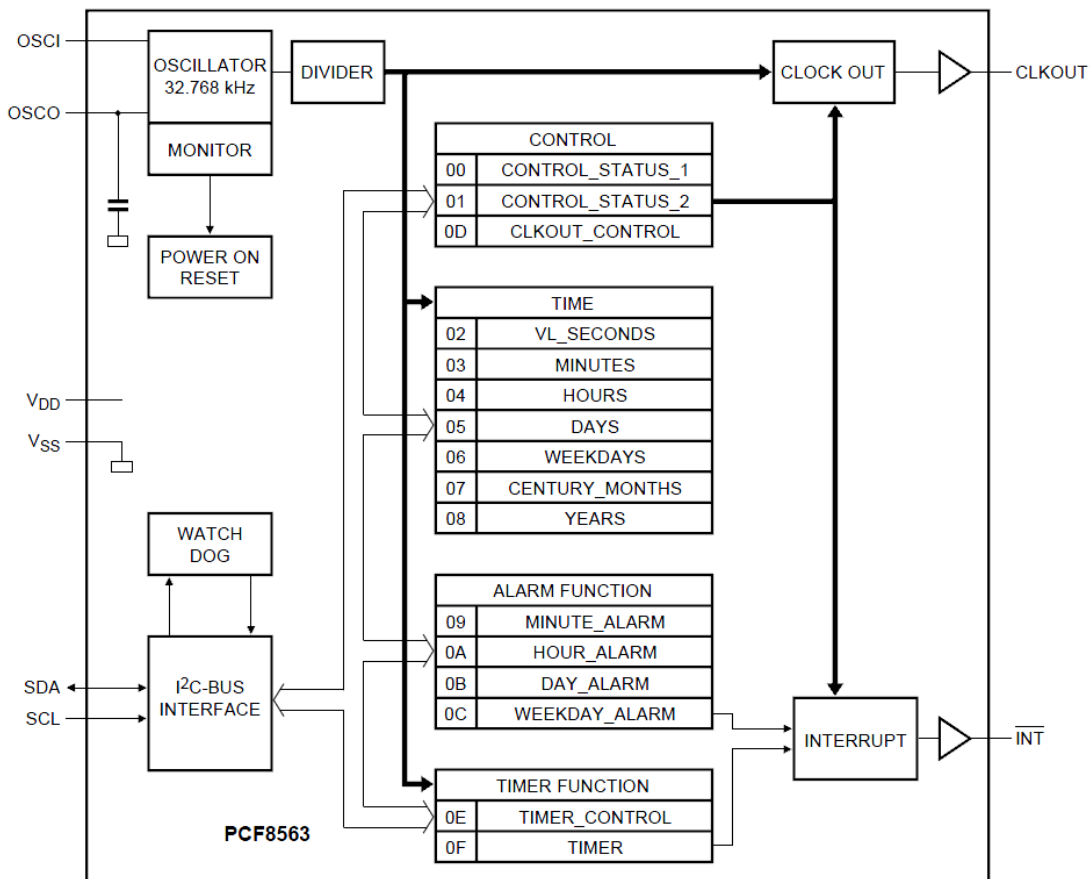 OSCI
OSCO
OSCILLATOR
32.768 kHz
DIVIDER
CLOCK OUT
CLKOUT
MONITOR
POWER ON
RESET
CONTROL
00 CONTROL_STATUS_1
01 CONTROL_STATUS_2
0D CLKOUT_CONTROL
TIME
02 VL_SECONDS
03 MINUTES
04 HOURS
05 DAYS
06 WEEKDAYS
07 CENTURY_MONTHS
08 YEARS
VDD
VSS
WATCH
DOG
SDA
SCL
I²C-BUS
INTERFACE
ALARM FUNCTION
09 MINUTE_ALARM
0A HOUR_ALARM
0B DAY_ALARM
0C WEEKDAY_ALARM
INTERRUPT
INT
TIMER FUNCTION
0E TIMER_CONTROL
0F TIMER
PCF8563